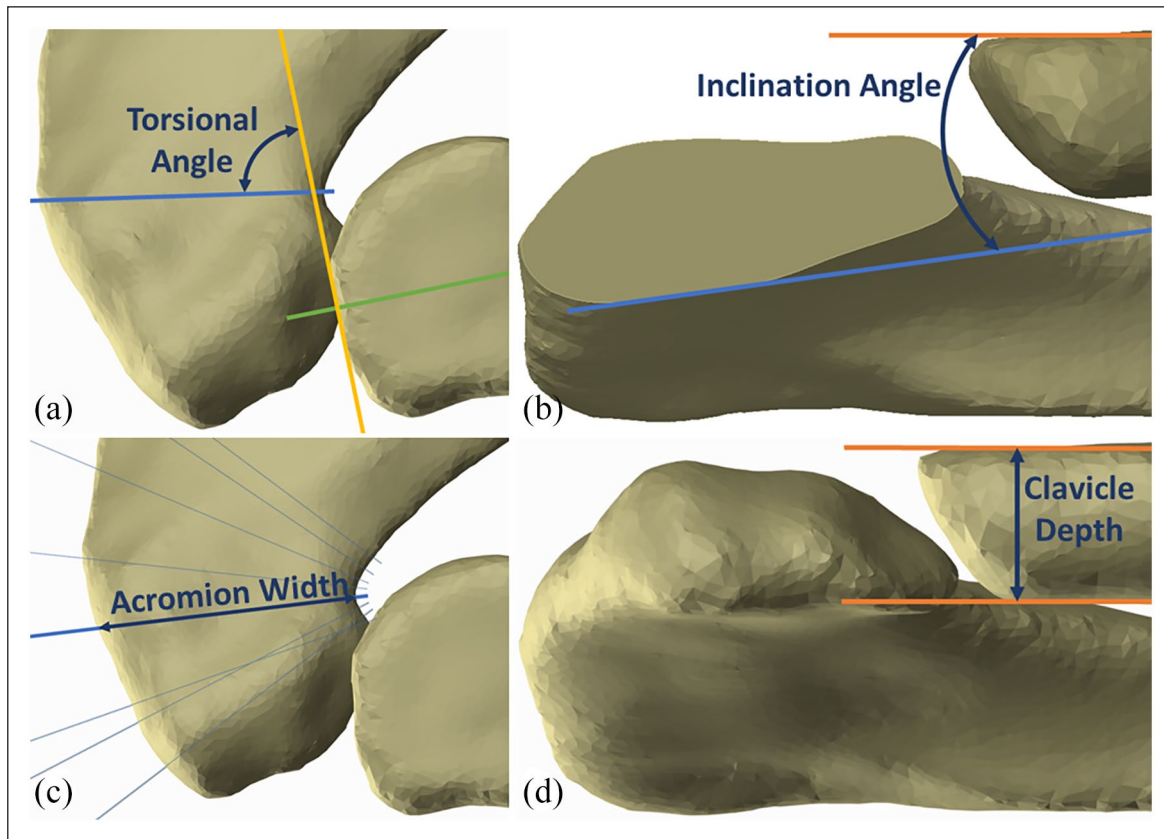 Torsional
Angle
(a)
Inclination Angle
(b)
Acromion Width
(c)
Clavicle
Depth
(d)